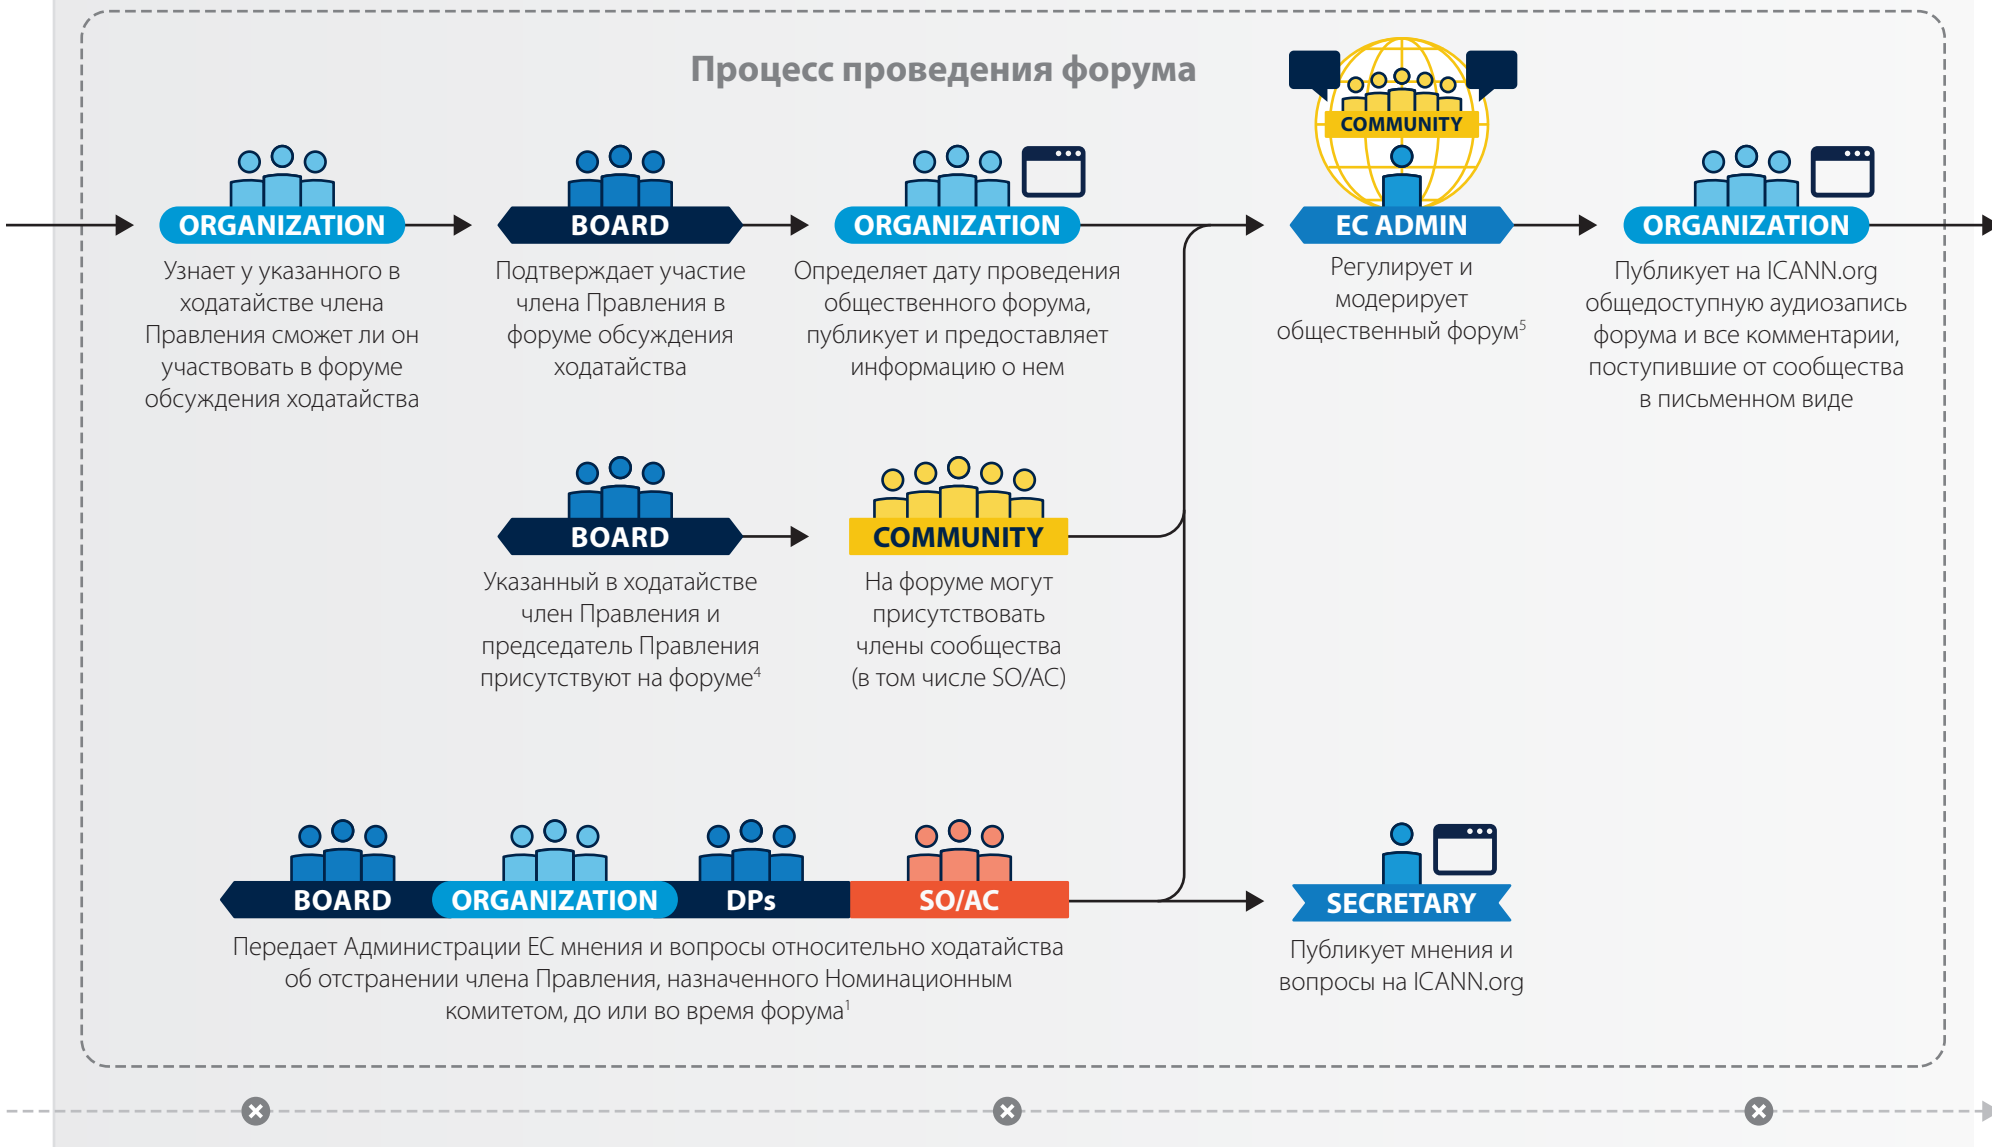 Процесс проведения форума
COMMUNITY
ORGANIZATION
Узнает у указанного в
ходатайстве члена
Правления сможет ли он
участвовать в форуме
обсуждения ходатайства
BOARD
Подтверждает участие
члена Правления в
форуме обсуждения
ходатайства
ORGANIZATION
Определяет дату проведения
общественного форума,
публикует и предоставляет
информацию о нем
EC ADMIN
Регулирует и
модерирует
общественный форум⁵
ORGANIZATION
Публикует на ICANN.org
общедоступную аудиозапись
форума и все комментарии,
поступившие от сообщества
в письменном виде
BOARD
Указанный в ходатайстве
член Правления и
председатель Правления
присутствуют на форуме⁴
COMMUNITY
На форуме могут
присутствовать
члены сообщества
(в том числе SO/AC)
BOARD ORGANIZATION DPs SO/AC
Передает Администрации EC мнения и вопросы относительно ходатайства
об отстранении члена Правления, назначенного Номинационным
комитетом, до или во время форума¹
SECRETARY
Публикует мнения и
вопросы на ICANN.org